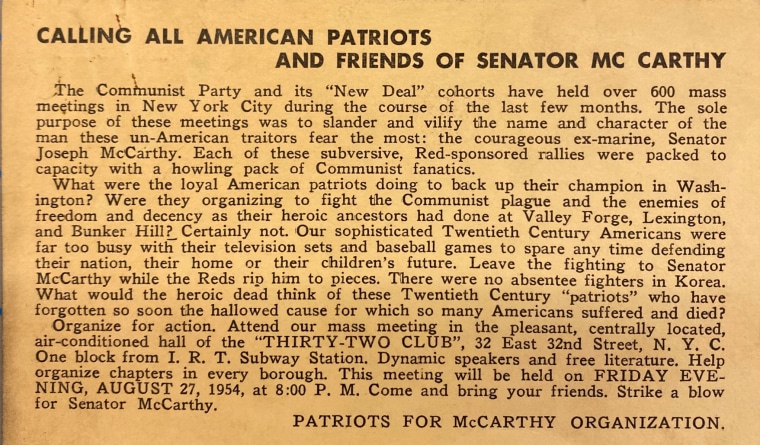 CALLING ALL AMERICAN PATRIOTS
AND FRIENDS OF SENATOR MC CARTHY
The Communist Party and its "New Deal" cohorts have held over 600 mass
meetings in New York City during the course of the last few months. The sole
purpose of these meetings was to slander and vilify the name and character of the
man these un-American traitors fear the most: the courageous ex-marine, Senator
Joseph McCarthy. Each of these subversive, Red-sponsored rallies were packed to
capacity with a howling pack of Communist fanatics.
What were the loyal American patriots doing to back up their champion in Wash-
ington? Were they organizing to fight the Communist plague and the enemies of
freedom and decency as their heroic ancestors had done at Valley Forge, Lexington,
and Bunker Hill? Certainly not. Our sophisticated Twentieth Century Americans were
far too busy with their television sets and baseball games to spare any time defending
their nation, their home or their children's future. Leave the fighting to Senator
McCarthy while the Reds rip him to pieces. There were no absentee fighters in Korea.
What would the heroic dead think of these Twentieth Century "patriots" who have
forgotten so soon the hallowed cause for which so many Americans suffered and died?
Organize for action. Attend our mass meeting in the pleasant, centrally located,
air-conditioned hall of the "THIRTY-TWO CLUB", 32 East 32nd Street, N. Y. C.
One block from I. R. T. Subway Station. Dynamic speakers and free literature. Help
organize chapters in every borough. This meeting will be held on FRIDAY EVE-
NING, AUGUST 27, 1954, at 8:00 P. M. Come and bring your friends. Strike a blow
for Senator McCarthy.
PATRIOTS FOR McCARTHY ORGANIZATION.